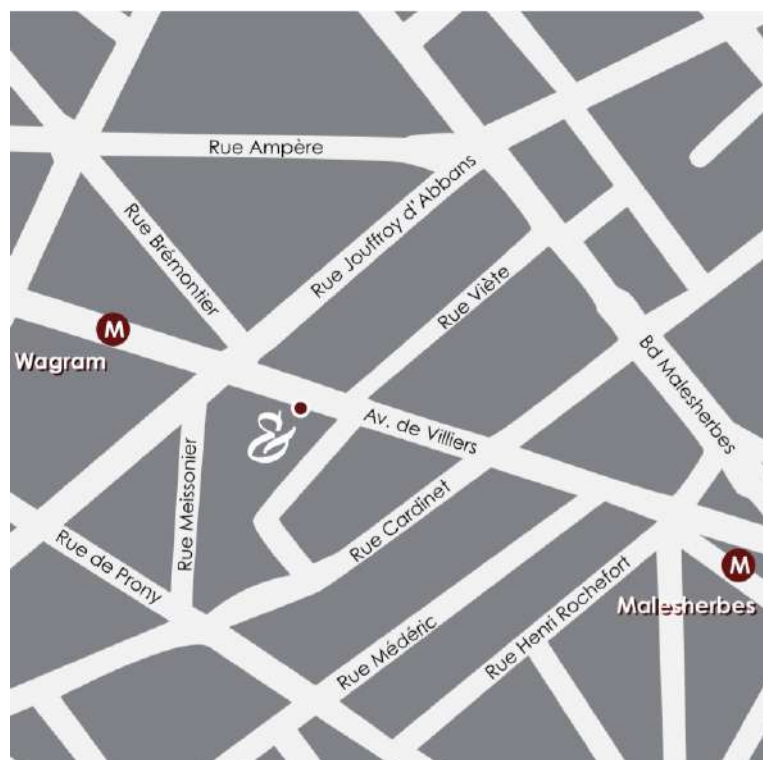 Rue Ampère
Rue Jouffroy d'Abbans
Rue Brémontier
Rue Viète
M
Wagram
Bd Malesherbes
&
Av. de Villiers
Rue Meissonier
Rue Cardinet
Rue de Prony
M
Malesherbes
Rue Henri Rochefort
Rue Médéric